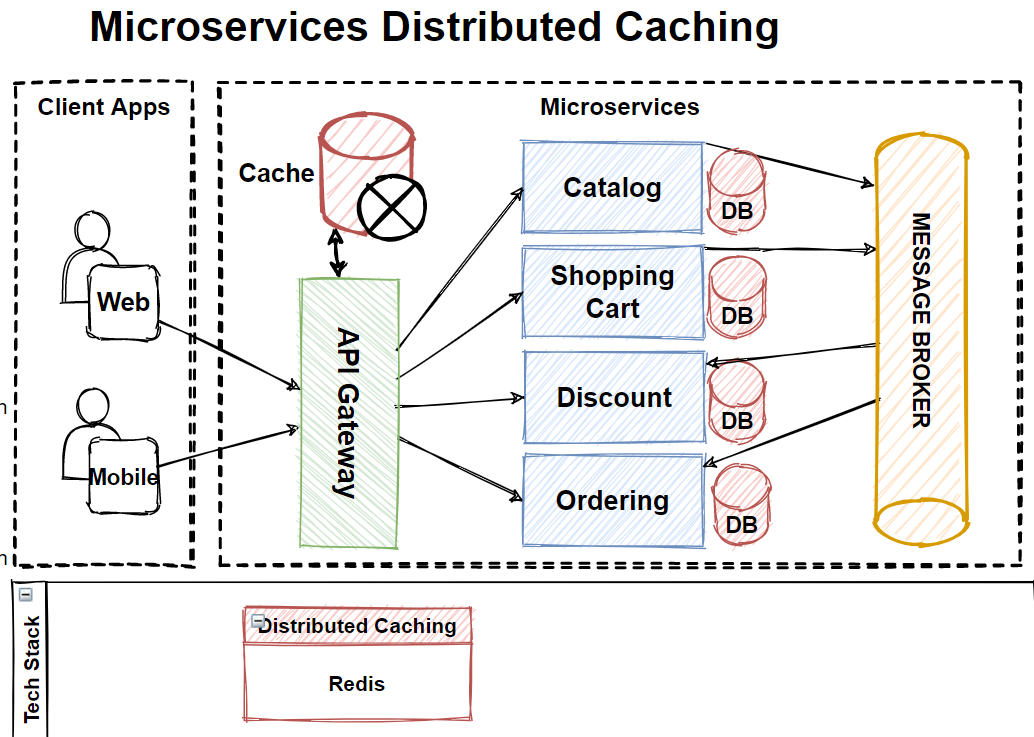 Microservices Distributed Caching
Client Apps
Microservices
Cache
Catalog
DB
Shopping
Cart
DB
Web
API Gateway
MESSAGE BROKER
Discount
DB
Mobile
Ordering
DB
n
n
Tech Stack
Distributed Caching
Redis